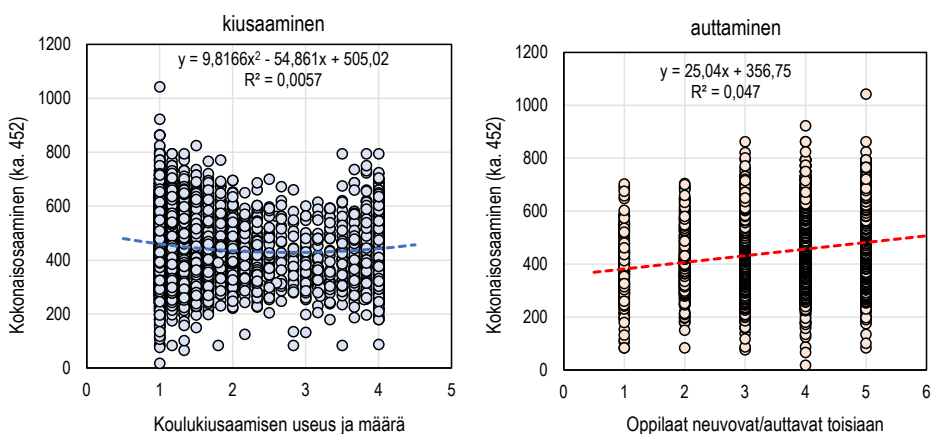 kiusaaminen
y = 9,8166x² - 54,861x + 505,02
R² = 0,0057
Kokonaisosaaminen (ka. 452)
1200
1000
800
600
400
200
0
0 1 2 3 4 5
Koulukiusaamisen useus ja määrä
auttaminen
y = 25,04x + 356,75
R² = 0,047
Kokonaisosaaminen (ka. 452)
1200
1000
800
600
400
200
0
0 1 2 3 4 5 6
Oppilaat neuvovat/auttavat toisiaan